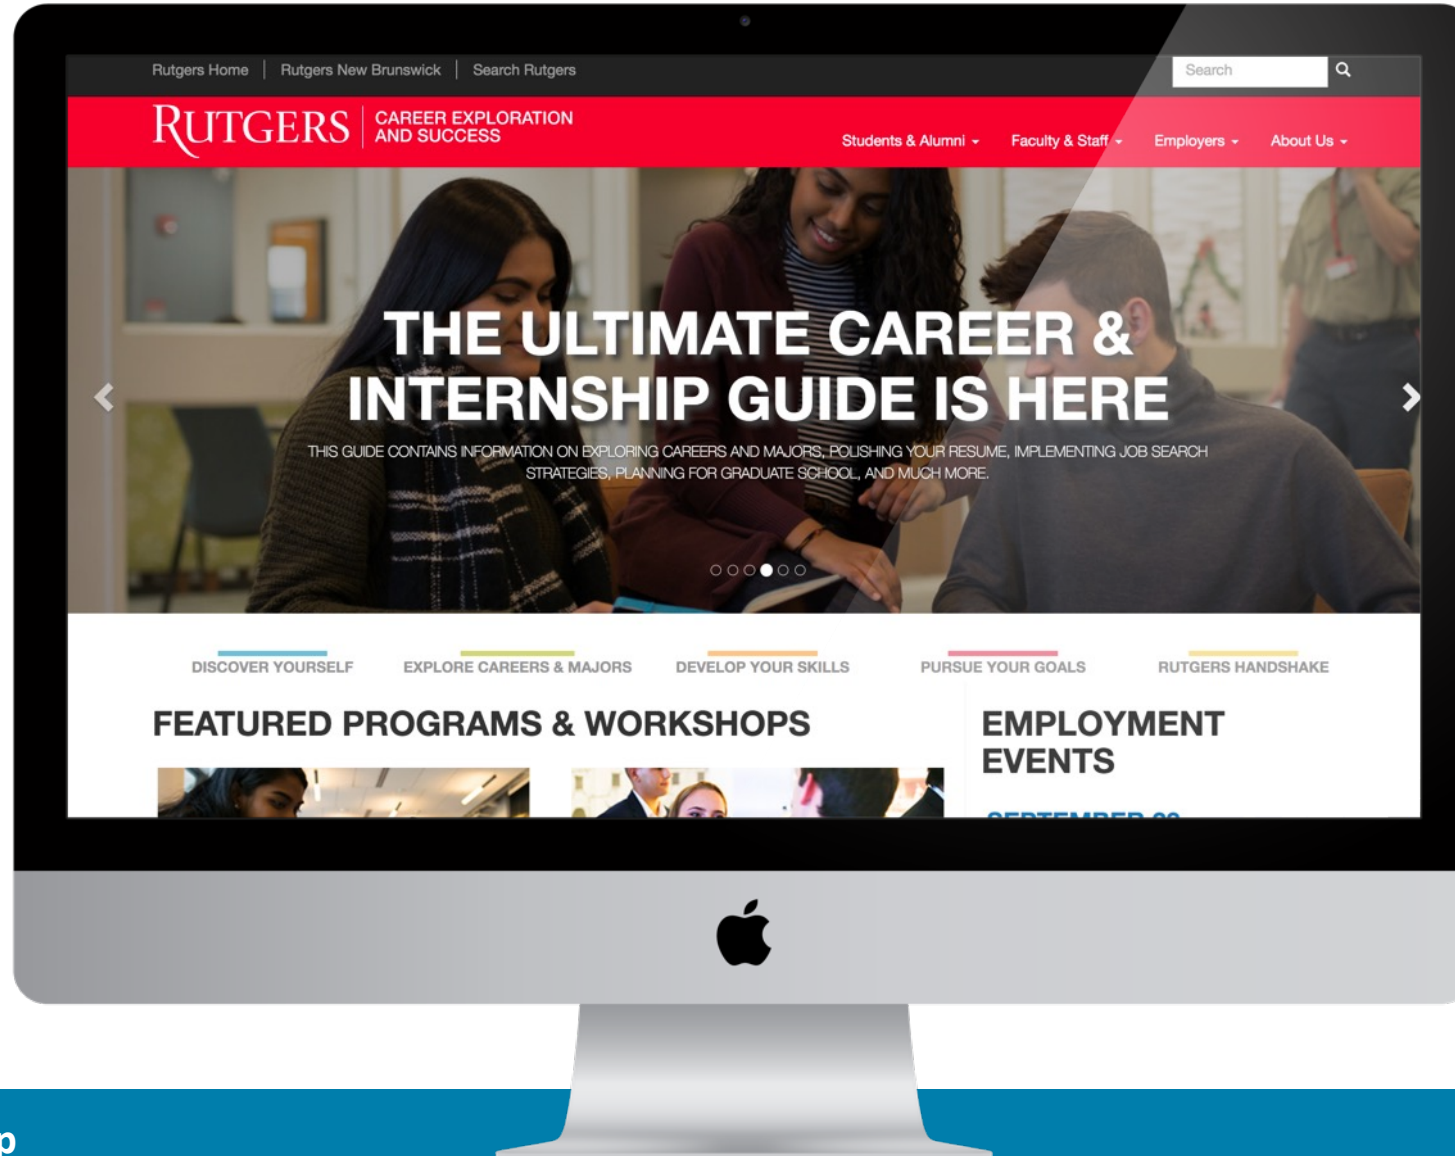 Rutgers Home | Rutgers New Brunswick | Search Rutgers
Search
RUTGERS | CAREER EXPLORATION
AND SUCCESS
Students & Alumni
Faculty & Staff
Employers
About Us
THE ULTIMATE CAREER &
INTERNSHIP GUIDE IS HERE
THIS GUIDE CONTAINS INFORMATION ON EXPLORING CAREERS AND MAJORS, POLISHING YOUR RESUME, IMPLEMENTING JOB SEARCH
STRATEGIES, PLANNING FOR GRADUATE SCHOOL, AND MUCH MORE.
DISCOVER YOURSELF
EXPLORE CAREERS & MAJORS
DEVELOP YOUR SKILLS
PURSUE YOUR GOALS
RUTGERS HANDSHAKE
FEATURED PROGRAMS & WORKSHOPS
EMPLOYMENT
EVENTS
SEPTEMBER
p